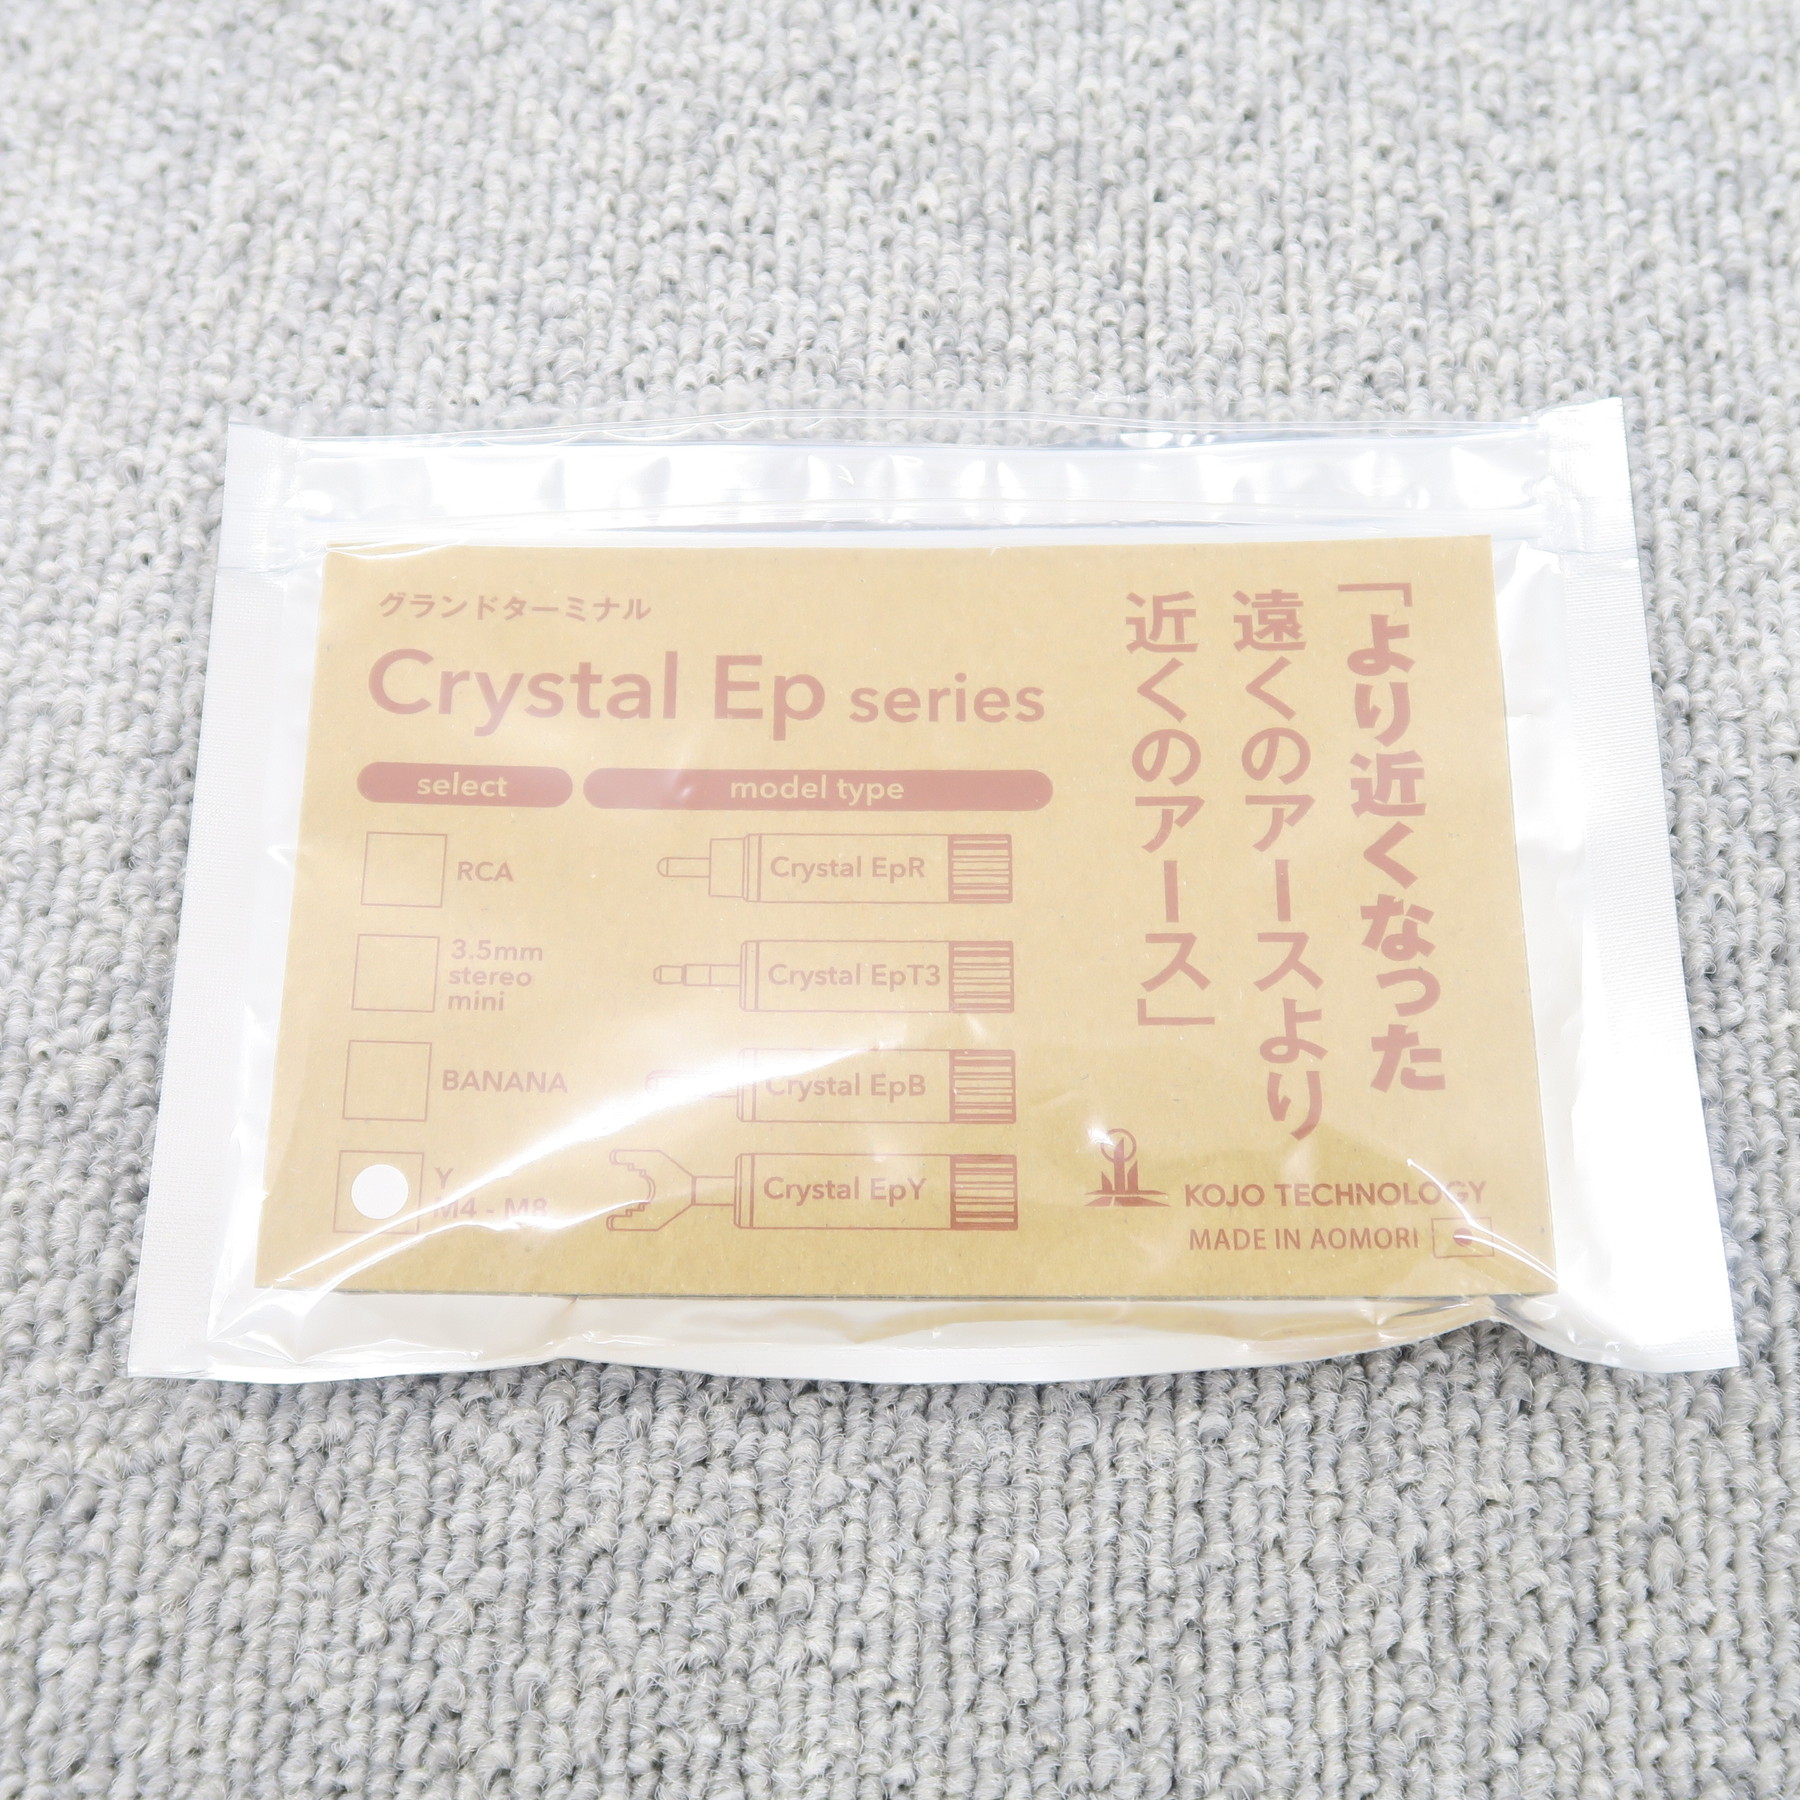 グランドターミナル
Crystal Ep series
select
model type
RCA
Crystal EpR
3.5mm
stereo
mini
Crystal EpT3
BANANA
Crystal EpB
Y
M4 - M8
Crystal EpY
「より近くなった
遠くのアースより
近くのアース」
KOJO TECHNOLOGY
MADE IN AOMORI